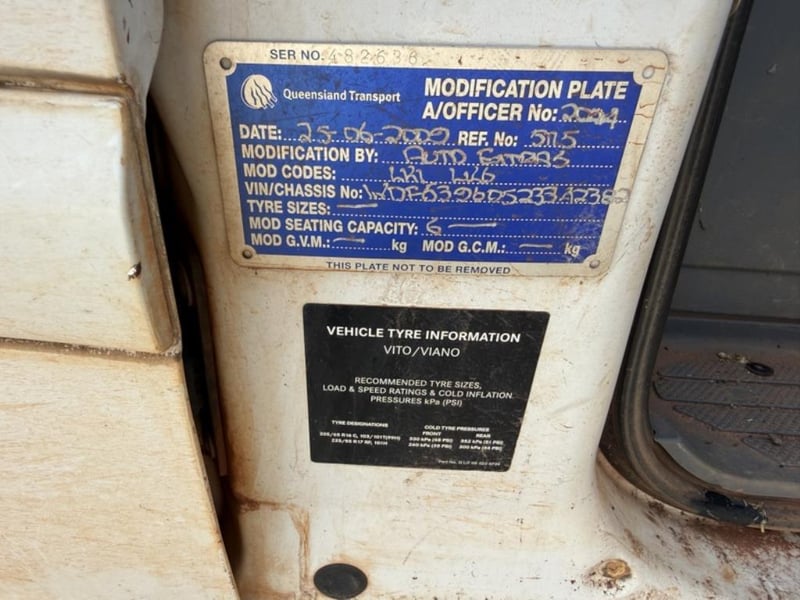 SER NO. 482636
Queensland Transport
MODIFICATION PLATE
A/OFFICER No: 2094
DATE: 25-06-2009 REF. No: 5115
MODIFICATION BY: AUTO EXTRAS
MOD CODES: LK1 LK6
VIN/CHASSIS No:
TYRE SIZES: —
MOD SEATING CAPACITY: 6 —
MOD G.V.M.: — kg MOD G.C.M.: — kg
THIS PLATE NOT TO BE REMOVED
VEHICLE TYRE INFORMATION
VITO/VIANO
RECOMMENDED TYRE SIZES,
LOAD & SPEED RATINGS & COLD INFLATION
PRESSURES kPa (PSI)
TYRE DESIGNATIONS COLD TYRE PRESSURES
FRONT REAR